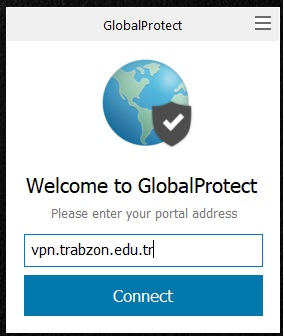 GlobalProtect
Welcome to GlobalProtect
Please enter your portal address
vpn.trabzon.edu.tr
Connect